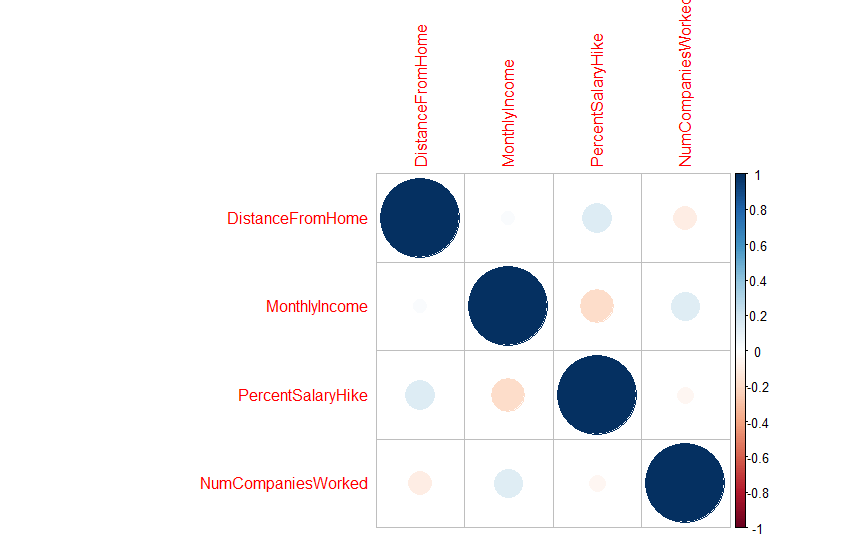 DistanceFromHome
MonthlyIncome
PercentSalaryHike
NumCompaniesWorked
DistanceFromHome
MonthlyIncome
PercentSalaryHike
NumCompaniesWorked
1
0.8
0.6
0.4
0.2
0
-0.2
-0.4
-0.6
-0.8
-1